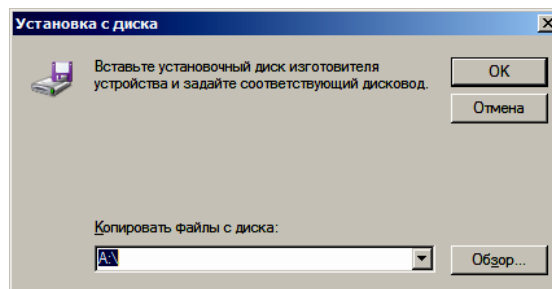 Установка с диска
Вставьте установочный диск изготовителя
устройства и задайте соответствующий дисковод.
OK
Отмена
Копировать файлы с диска:
A:\
Обзор...